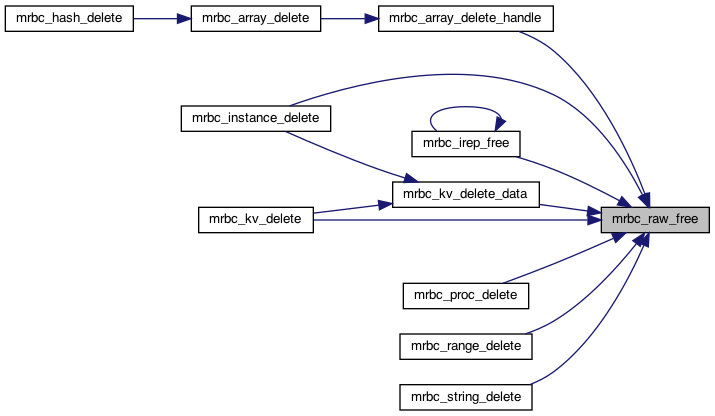 mrbc_hash_delete
mrbc_array_delete
mrbc_array_delete_handle
mrbc_instance_delete
mrbc_irep_free
mrbc_kv_delete_data
mrbc_kv_delete
mrbc_raw_free
mrbc_proc_delete
mrbc_range_delete
mrbc_string_delete